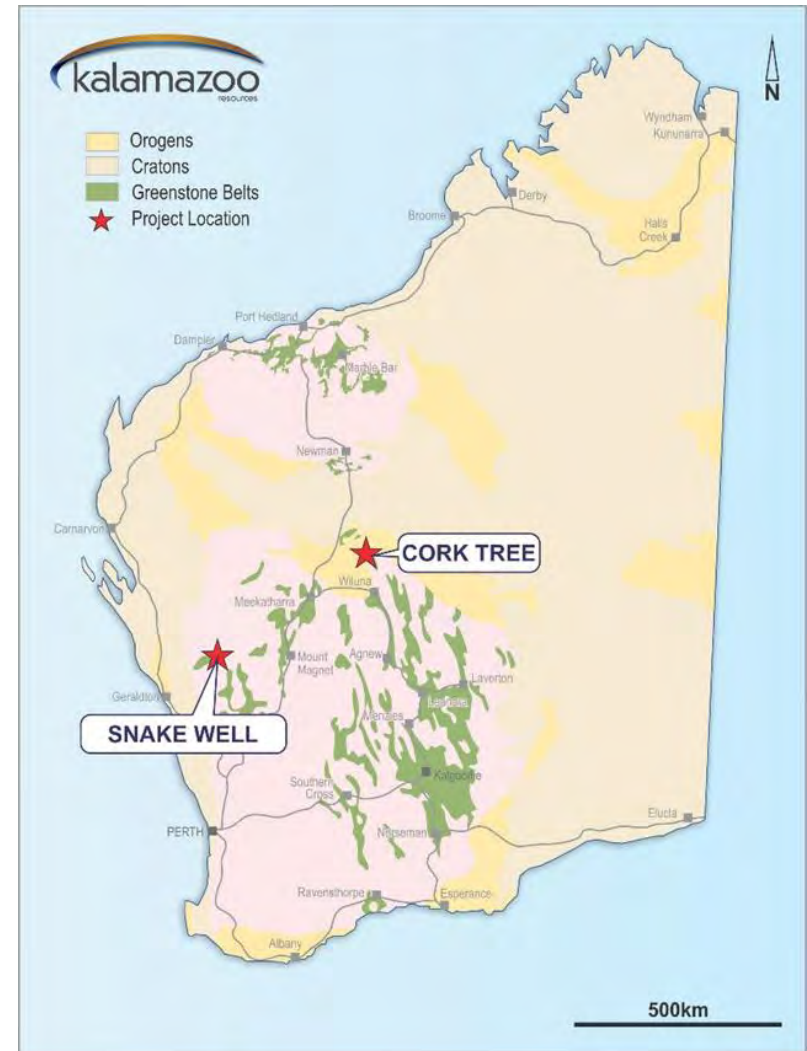 kalamazoo
resources
N
Orogens
Cratons
Greenstone Belts
Project Location
Wyndham
Kununarra
Derby
Broome
Halls
Creek
Port Hedland
Dampier
Marble Bar
Newman
Carnarvon
CORK TREE
Wiluna
Meekatharra
Mount
Magnet
Agnew
Laverton
Leonora
Geraldton
Menzies
SNAKE WELL
Kalgoorlie
Southern
Cross
Eucla
PERTH
Norseman
Ravensthorpe
Esperance
Albany
500km